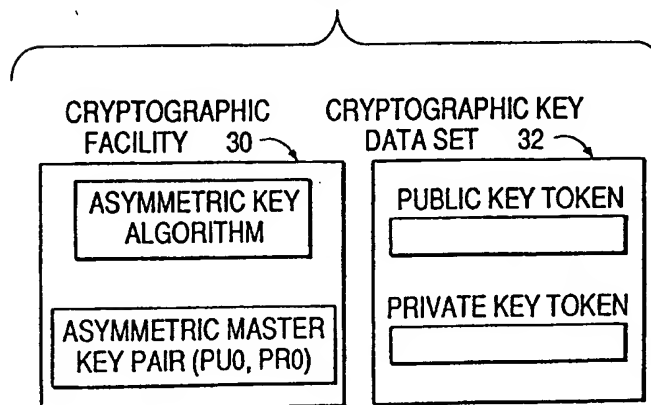 CRYPTOGRAPHIC
FACILITY 30
CRYPTOGRAPHIC KEY
DATA SET 32
ASYMMETRIC KEY
ALGORITHM
ASYMMETRIC MASTER
KEY PAIR (PU0, PR0)
PUBLIC KEY TOKEN
PRIVATE KEY TOKEN